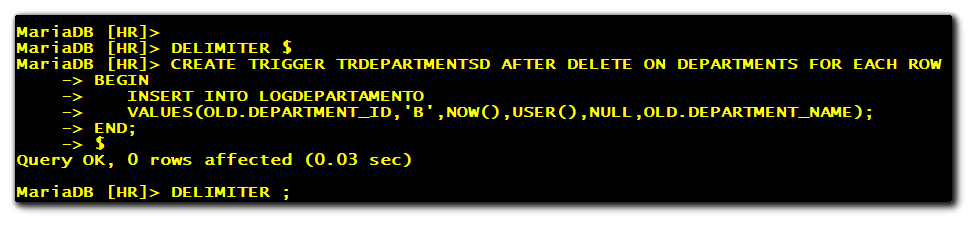 MariaDB [HR]>
MariaDB [HR]> DELIMITER $
MariaDB [HR]> CREATE TRIGGER TRDEPARTMENTSD AFTER DELETE ON DEPARTMENTS FOR EACH ROW
    -> BEGIN
    ->    INSERT INTO LOGDEPARTAMENTO
    ->    VALUES(OLD.DEPARTMENT_ID,'B',NOW(),USER(),NULL,OLD.DEPARTMENT_NAME);
    -> END;
    -> $
Query OK, 0 rows affected (0.03 sec)
MariaDB [HR]> DELIMITER ;